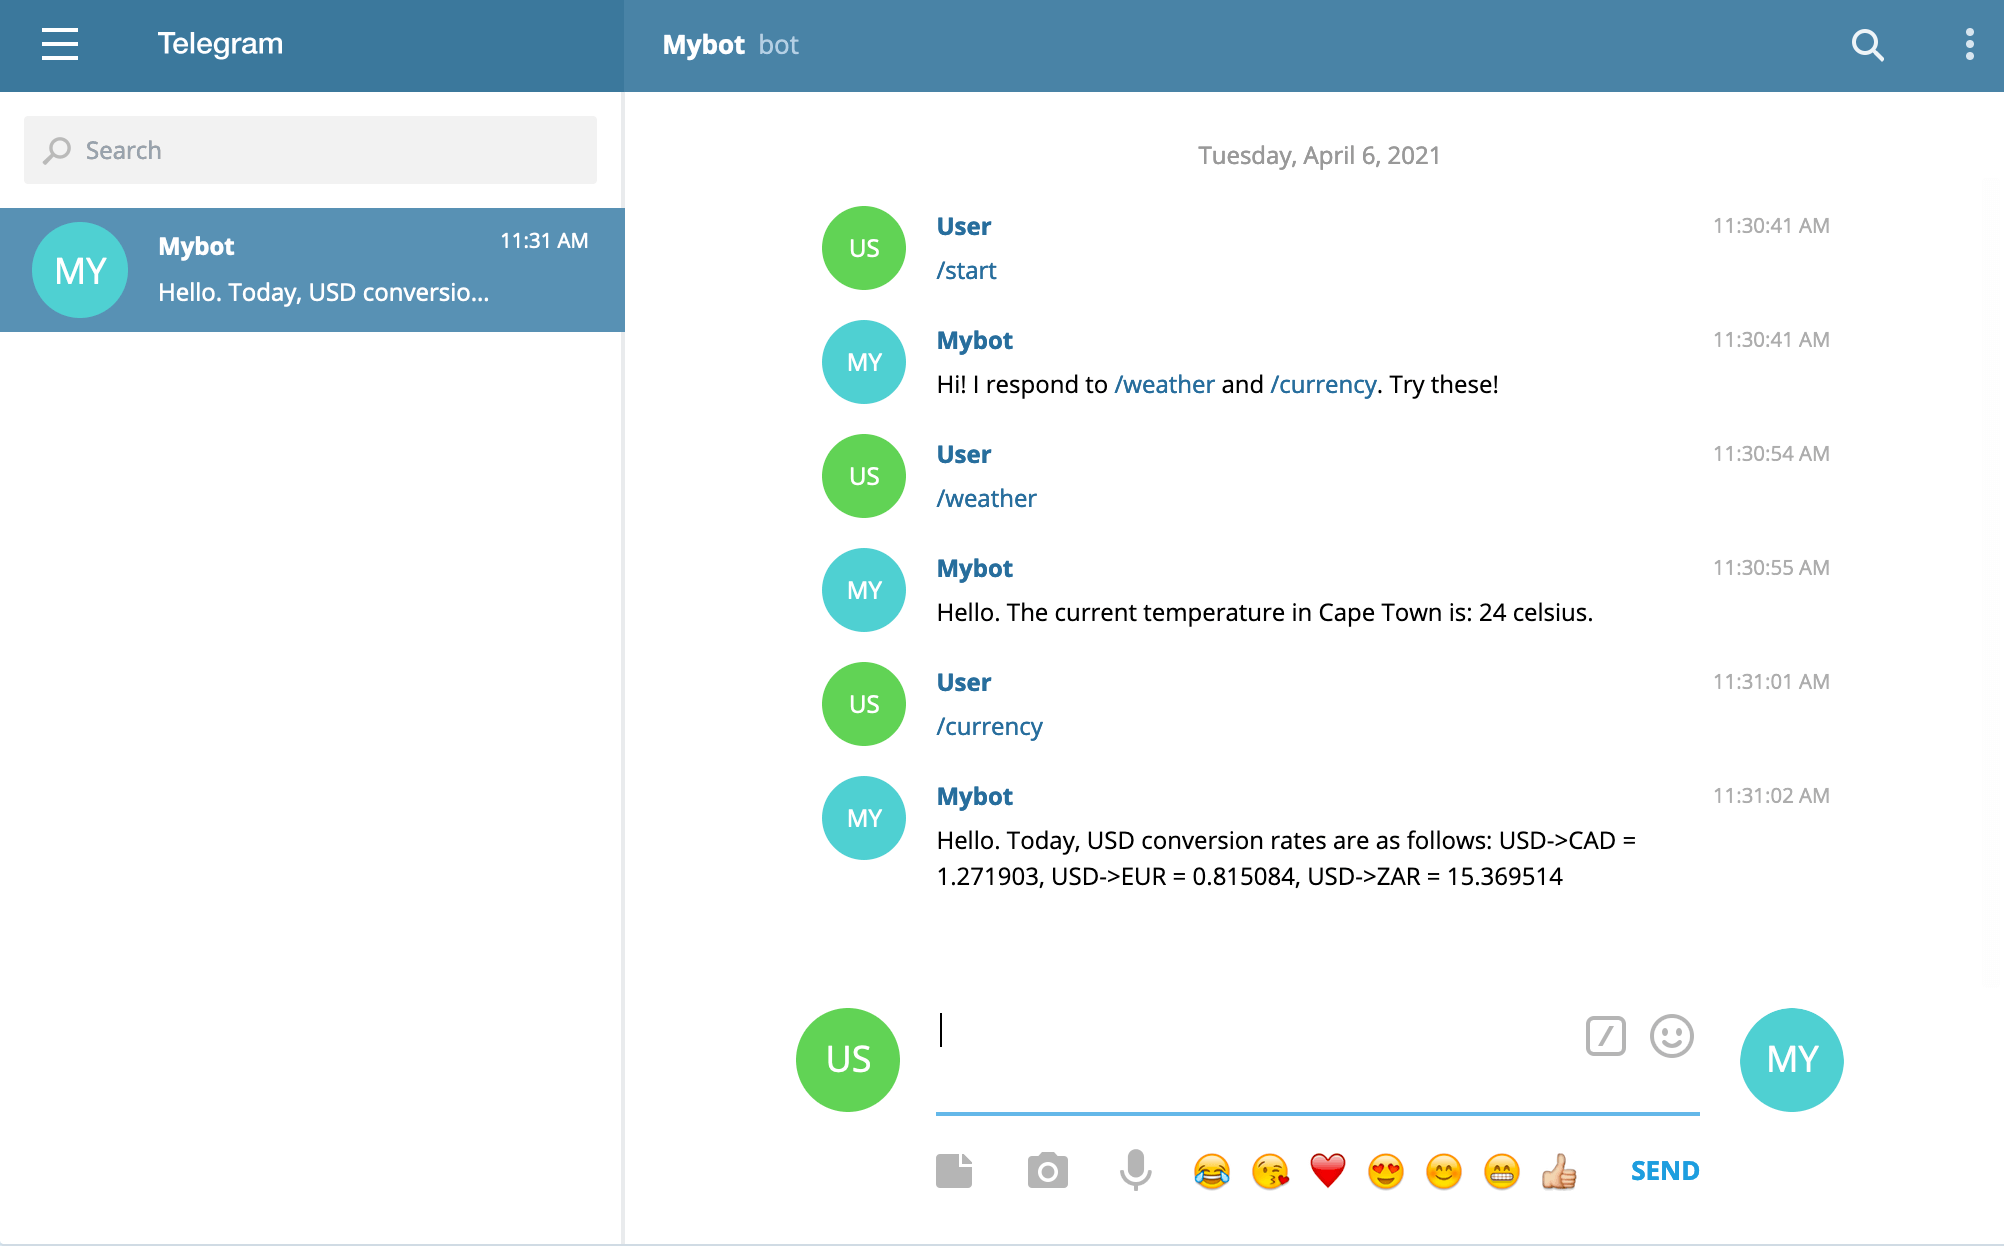 Telegram
Mybot bot
Search
MY
Mybot
11:31 AM
Hello. Today, USD conversio...
Tuesday, April 6, 2021
US
User
11:30:41 AM
/start
MY
Mybot
11:30:41 AM
Hi! I respond to /weather and /currency. Try these!
US
User
11:30:54 AM
/weather
MY
Mybot
11:30:55 AM
Hello. The current temperature in Cape Town is: 24 celsius.
US
User
11:31:01 AM
/currency
MY
Mybot
11:31:02 AM
Hello. Today, USD conversion rates are as follows: USD->CAD =
1.271903, USD->EUR = 0.815084, USD->ZAR = 15.369514
US
MY
SEND